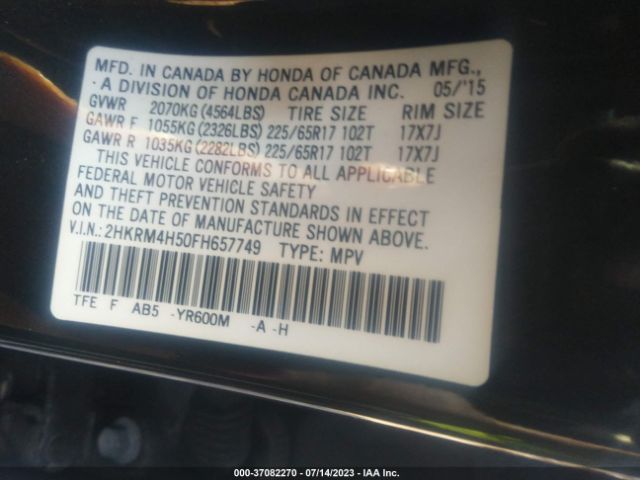 MFD. IN CANADA BY HONDA OF CANADA MFG.,
A DIVISION OF HONDA CANADA INC. 05/'15
GVWR 2070KG (4564LBS) TIRE SIZE RIM SIZE
GAWR F 1055KG (2326LBS) 225/65R17 102T 17X7J
GAWR R 1035KG (2282LBS) 225/65R17 102T 17X7J
THIS VEHICLE CONFORMS TO ALL APPLICABLE
FEDERAL MOTOR VEHICLE SAFETY
AND THEFT PREVENTION STANDARDS IN EFFECT
ON THE DATE OF MANUFACTURE SHOWN ABOVE.
V.I.N.: 2HKRM4H50FH657749 TYPE: MPV
TFE F AB5 -YR600M -A -H
000-37082270 - 07/14/2023 - IAA Inc.